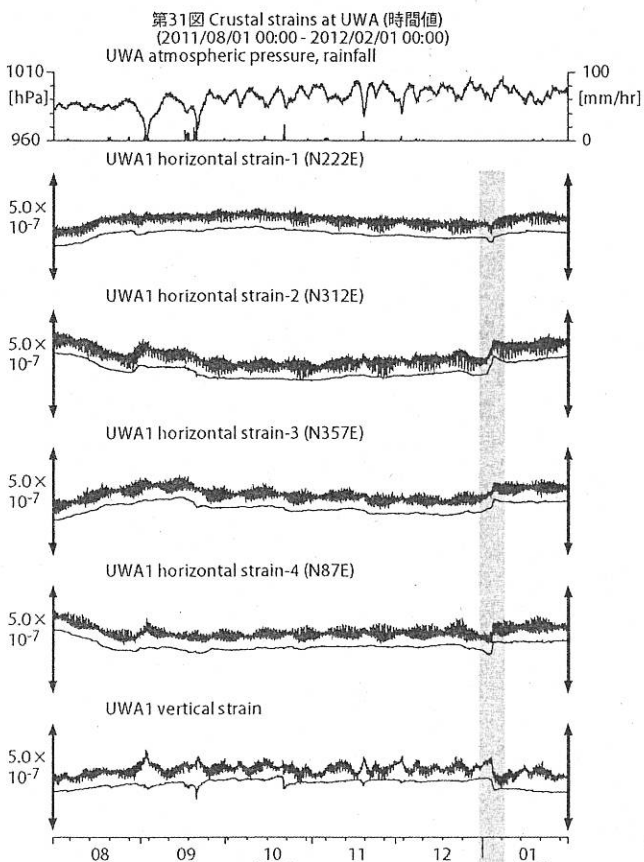 第31図 Crustal strains at UWA (時間値)
(2011/08/01 00:00 - 2012/02/01 00:00)
UWA atmospheric pressure, rainfall
1010
[hPa]
960
100
[mm/hr]
0
UWA1 horizontal strain-1 (N222E)
5.0×
10-7
UWA1 horizontal strain-2 (N312E)
5.0×
10-7
UWA1 horizontal strain-3 (N357E)
5.0×
10-7
UWA1 horizontal strain-4 (N87E)
5.0×
10-7
UWA1 vertical strain
5.0×
10-7
08 09 10 11 12 01